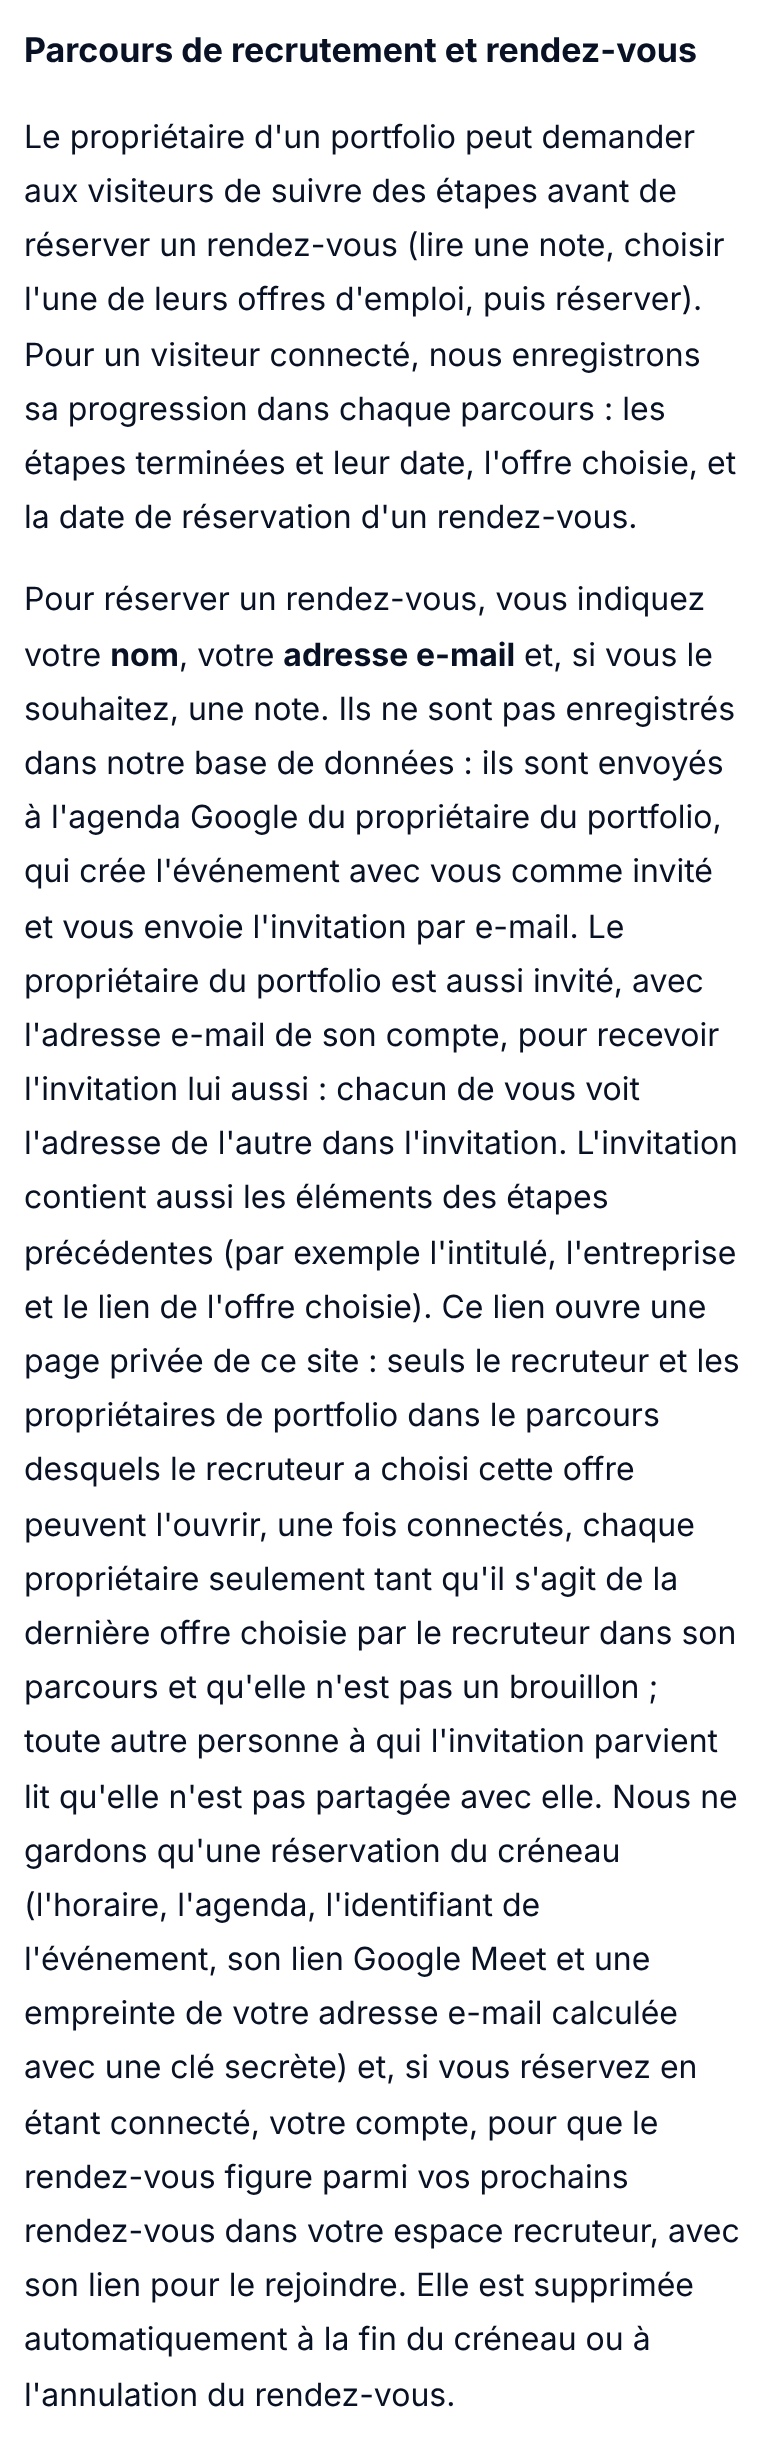 Parcours de recrutement et rendez-vous
Le propriétaire d'un portfolio peut demander
aux visiteurs de suivre des étapes avant de
réserver un rendez-vous (lire une note, choisir
l'une de leurs offres d'emploi, puis réserver).
Pour un visiteur connecté, nous enregistrons
sa progression dans chaque parcours : les
étapes terminées et leur date, l'offre choisie, et
la date de réservation d'un rendez-vous.
Pour réserver un rendez-vous, vous indiquez
votre nom, votre adresse e-mail et, si vous le
souhaitez, une note. Ils ne sont pas enregistrés
dans notre base de données : ils sont envoyés
à l'agenda Google du propriétaire du portfolio,
qui crée l'événement avec vous comme invité
et vous envoie l'invitation par e-mail. Le
propriétaire du portfolio est aussi invité, avec
l'adresse e-mail de son compte, pour recevoir
l'invitation lui aussi : chacun de vous voit
l'adresse de l'autre dans l'invitation. L'invitation
contient aussi les éléments des étapes
précédentes (par exemple l'intitulé, l'entreprise
et le lien de l'offre choisie). Ce lien ouvre une
page privée de ce site : seuls le recruteur et les
propriétaires de portfolio dans le parcours
desquels le recruteur a choisi cette offre
peuvent l'ouvrir, une fois connectés, chaque
propriétaire seulement tant qu'il s'agit de la
dernière offre choisie par le recruteur dans son
parcours et qu'elle n'est pas un brouillon ;
toute autre personne à qui l'invitation parvient
lit qu'elle n'est pas partagée avec elle. Nous ne
gardons qu'une réservation du créneau
(l'horaire, l'agenda, l'identifiant de
l'événement, son lien Google Meet et une
empreinte de votre adresse e-mail calculée
avec une clé secrète) et, si vous réservez en
étant connecté, votre compte, pour que le
rendez-vous figure parmi vos prochains
rendez-vous dans votre espace recruteur, avec
son lien pour le rejoindre. Elle est supprimée
automatiquement à la fin du créneau ou à
l'annulation du rendez-vous.